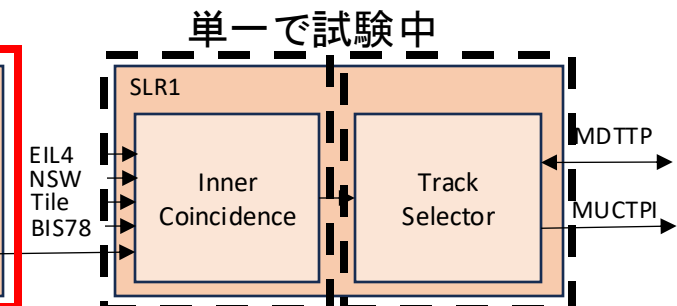 単一で試験中
SLR1
EIL4
NSW
Tile
BIS78
Inner
Coincidence
Track
Selector
MDTTP
MUCTPI